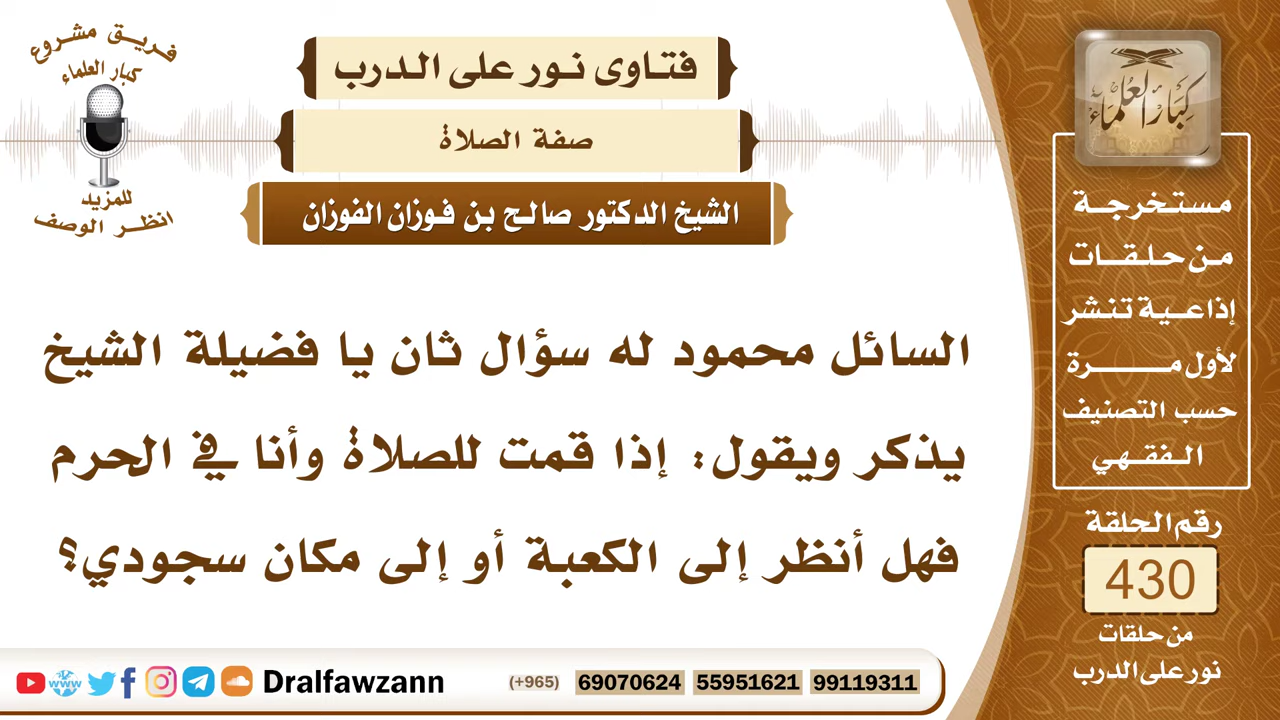 فريق مشروع
كبار العلماء
للمزيد
انظر الوصف
فتاوى نور على الدرب
صفة الصلاة
الشيخ الدكتور صالح بن فوزان الفوزان
السائل محمود له سؤال ثان يا فضيلة الشيخ
يذكر ويقول: إذا قمت للصلاة وأنا في الحرم
فهل أنظر إلى الكعبة أو إلى مكان سجودي؟
كبار العلماء
مستخرجة
من حلقات
إذاعية تنشر
لأول مرة
حسب التصنيف
الفقهي
رقم الحلقة
430
من حلقات
نور على الدرب
www
Dralfawzann (+965) 69070624 55951621 99119311